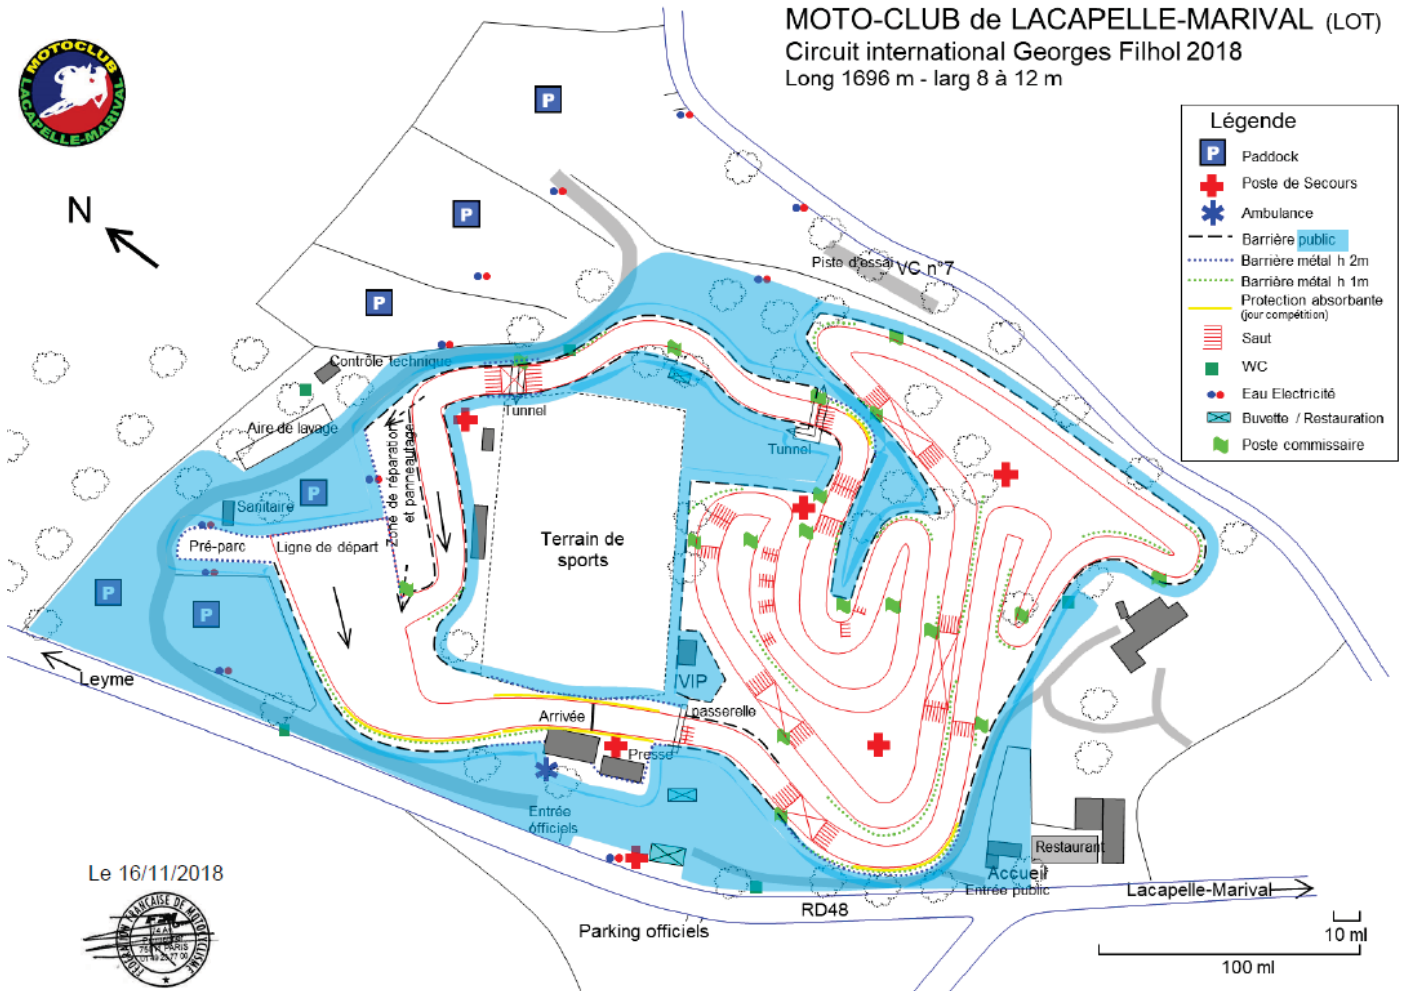 MOTO-CLUB de LACAPELLE-MARIVAL (LOT)
Circuit international Georges Filhol 2018
Long 1696 m - larg 8 à 12 m
MOTOCLUB
LACAPELLE-MARIVAL
N
Légende
P Paddock
Poste de Secours
Ambulance
Barrière public
Barrière métal h 2m
Barrière métal h 1m
Protection absorbante
(jour compétition)
Saut
WC
Eau Electricité
Buvette / Restauration
Poste commissaire
P
P
P
Piste d'essai
VC n°7
Contrôle technique
Tunnel
Aire de lavage
Zone de réparation
et panneautage
Tunnel
P
Sanitaire
Pré-parc
Ligne de départ
Terrain de
sports
P
P
Leyme
VIP
Arrivée
passerelle
Presse
Entrée
officiels
Restaurant
Accueil
Entrée public
Lacapelle-Marival
RD48
Parking officiels
10 ml
100 ml
Le 16/11/2018
FÉDÉRATION FRANÇAISE DE MOTOCYCLISME